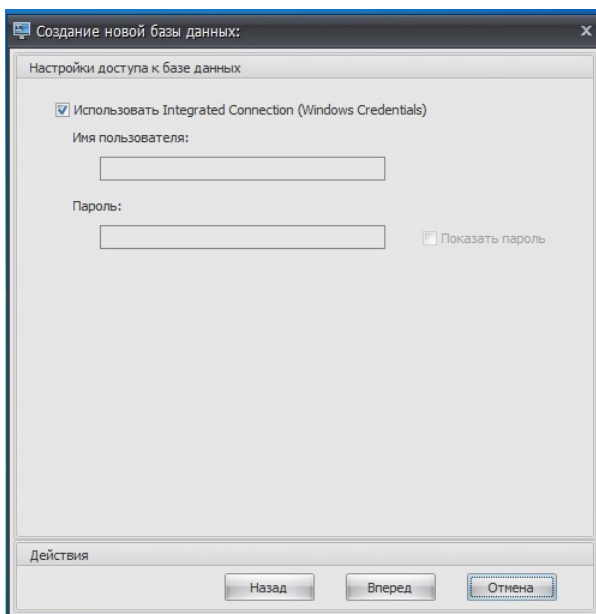 Создание новой базы данных:
Настройки доступа к базе данных
Использовать Integrated Connection (Windows Credentials)
Имя пользователя:
Пароль:
Показать пароль
Действия
Назад Вперед Отмена